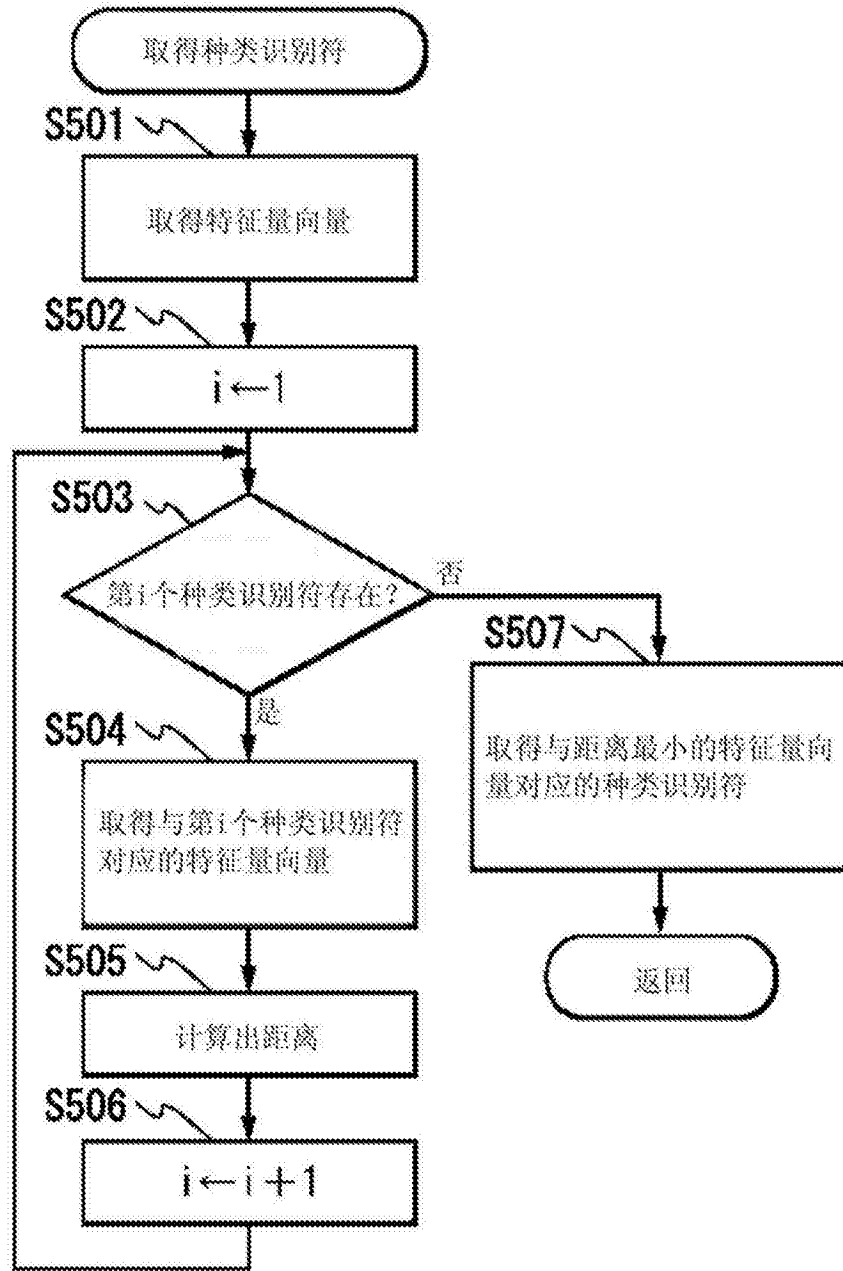 取得种类识别符
S501
取得特征量向量
S502
i←1
S503
第i个种类识别符存在?
否
是
S504
取得与第i个种类识别符
对应的特征量向量
S505
计算出距离
S506
i←i+1
S507
取得与距离最小的特征量向
量对应的种类识别符
返回